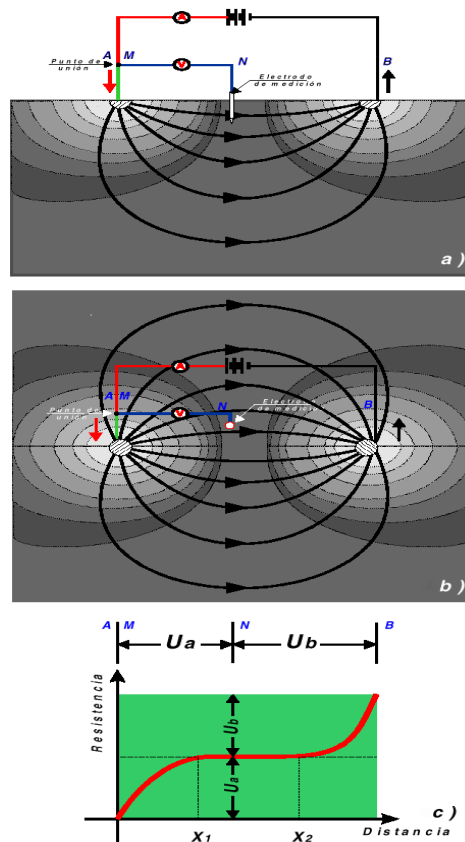 A
A M
V
N
B
Punto de
unión
Electrodo
de medición
a )
A
A M
V
N
B
Punto de
unión
Electrodo
de medició
b )
A M N B
Ua Ub
Resistencia
Ub
Ua
c )
X1 X2 Distancia